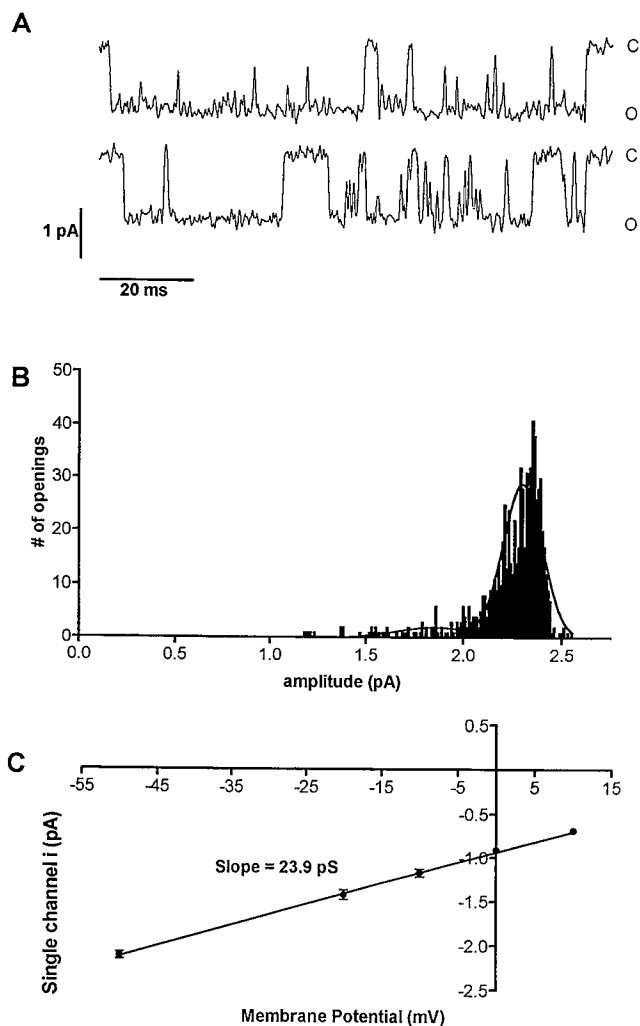 A
C
O
C
O
1 pA
20 ms
B
50
40
30
20
10
0
# of openings
0.0 0.5 1.0 1.5 2.0 2.5
amplitude (pA)
C
0.5
-55 -45 -35 -25 -15 -5 5 15
-0.5
-1.0
-1.5
-2.0
-2.5
Slope = 23.9 pS
Single channel i (pA)
Membrane Potential (mV)